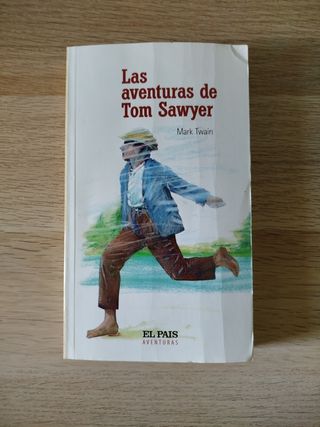 Las
aventuras de
Tom Sawyer
Mark Twain
EL PAIS
AVENTURAS